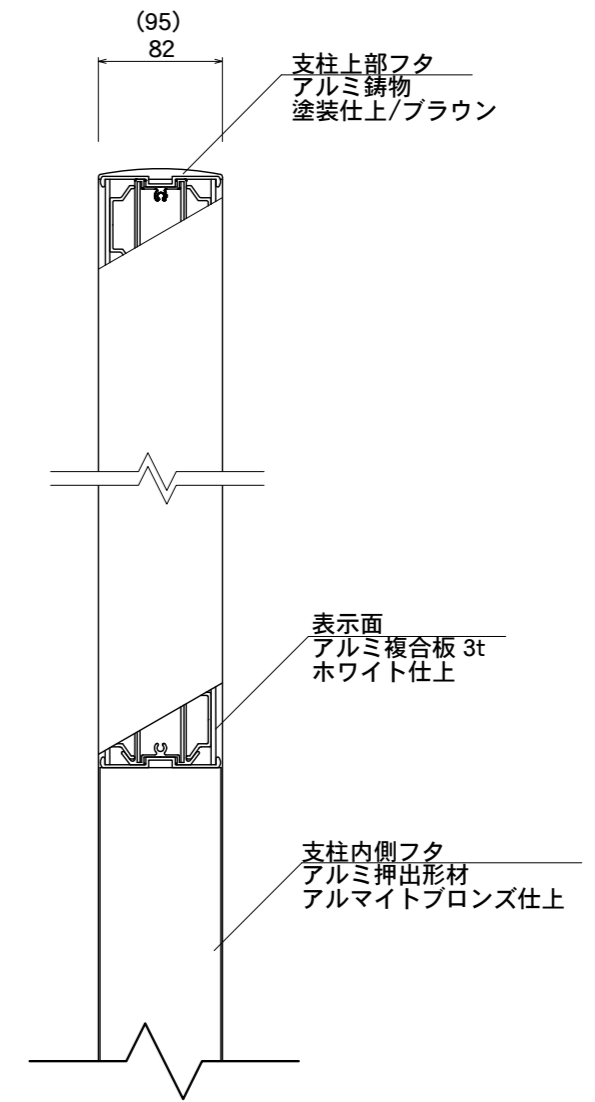 (95)
82
支柱上部フタ
アルミ鋳物
塗装仕上/ブラウン
表示面
アルミ複合板 3t
ホワイト仕上
支柱内側フタ
アルミ押出形材
アルマイトブロンズ仕上